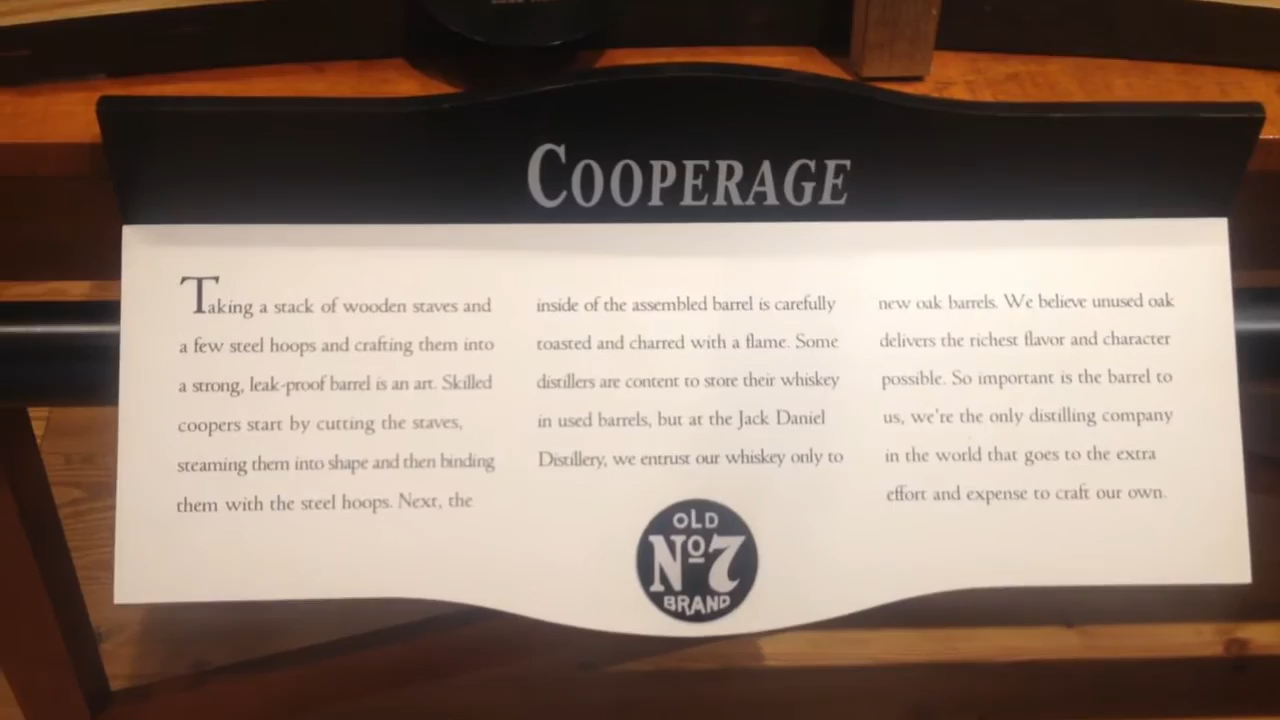 COOPERAGE
Taking a stack of wooden staves and
a few steel hoops and crafting them into
a strong, leak-proof barrel is an art. Skilled
coopers start by cutting the staves,
steaming them into shape and then binding
them with the steel hoops. Next, the
inside of the assembled barrel is carefully
toasted and charred with a flame. Some
distillers are content to store their whiskey
in used barrels, but at the Jack Daniel
Distillery, we entrust our whiskey only to
new oak barrels. We believe unused oak
delivers the richest flavor and character
possible. So important is the barrel to
us, we're the only distilling company
in the world that goes to the extra
effort and expense to craft our own.
OLD
Nº7
BRAND